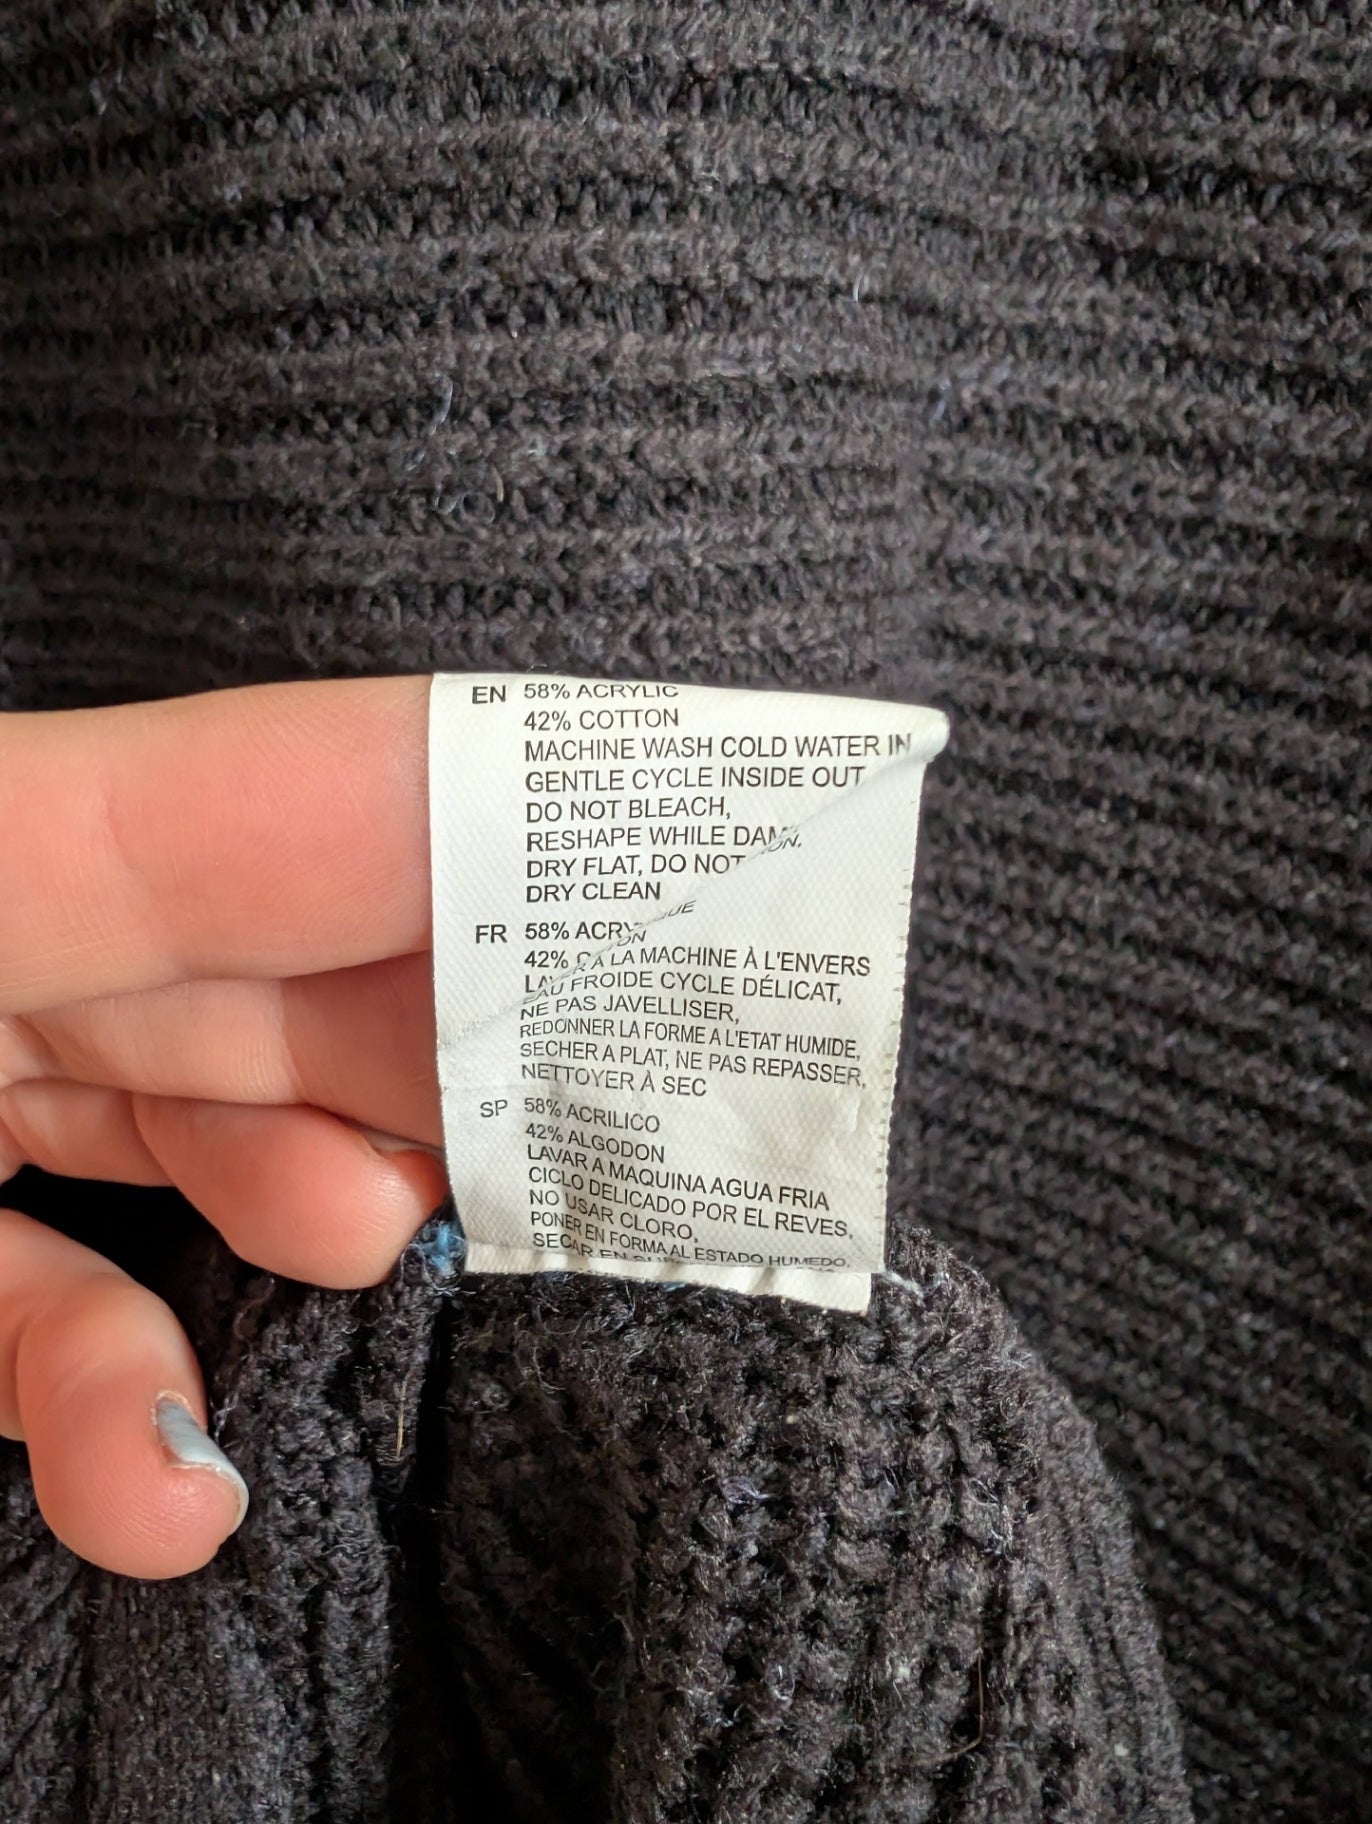 EN 58% ACRYLIC
42% COTTON
MACHINE WASH COLD WATER IN
GENTLE CYCLE INSIDE OUT
DO NOT BLEACH,
RESHAPE WHILE
DRY FLAT, DO NOT
DRY CLEAN
FR 58%
42%
À LA MACHINE À L'ENVERS
EAU FROIDE CYCLE DÉLICAT,
NE PAS JAVELLISER,
REDONNER LA FORME A L'ETAT HUMIDE,
SECHER A PLAT, NE PAS REPASSER,
NETTOYER À SEC
SP 58% ACRILICO
42% ALGODON
LAVAR A MAQUINA AGUA FRIA
CICLO DELICADO POR EL REVES,
NO USAR CLORO,
PONER EN FORMA AL ESTADO HUMEDO,
SECAR EN